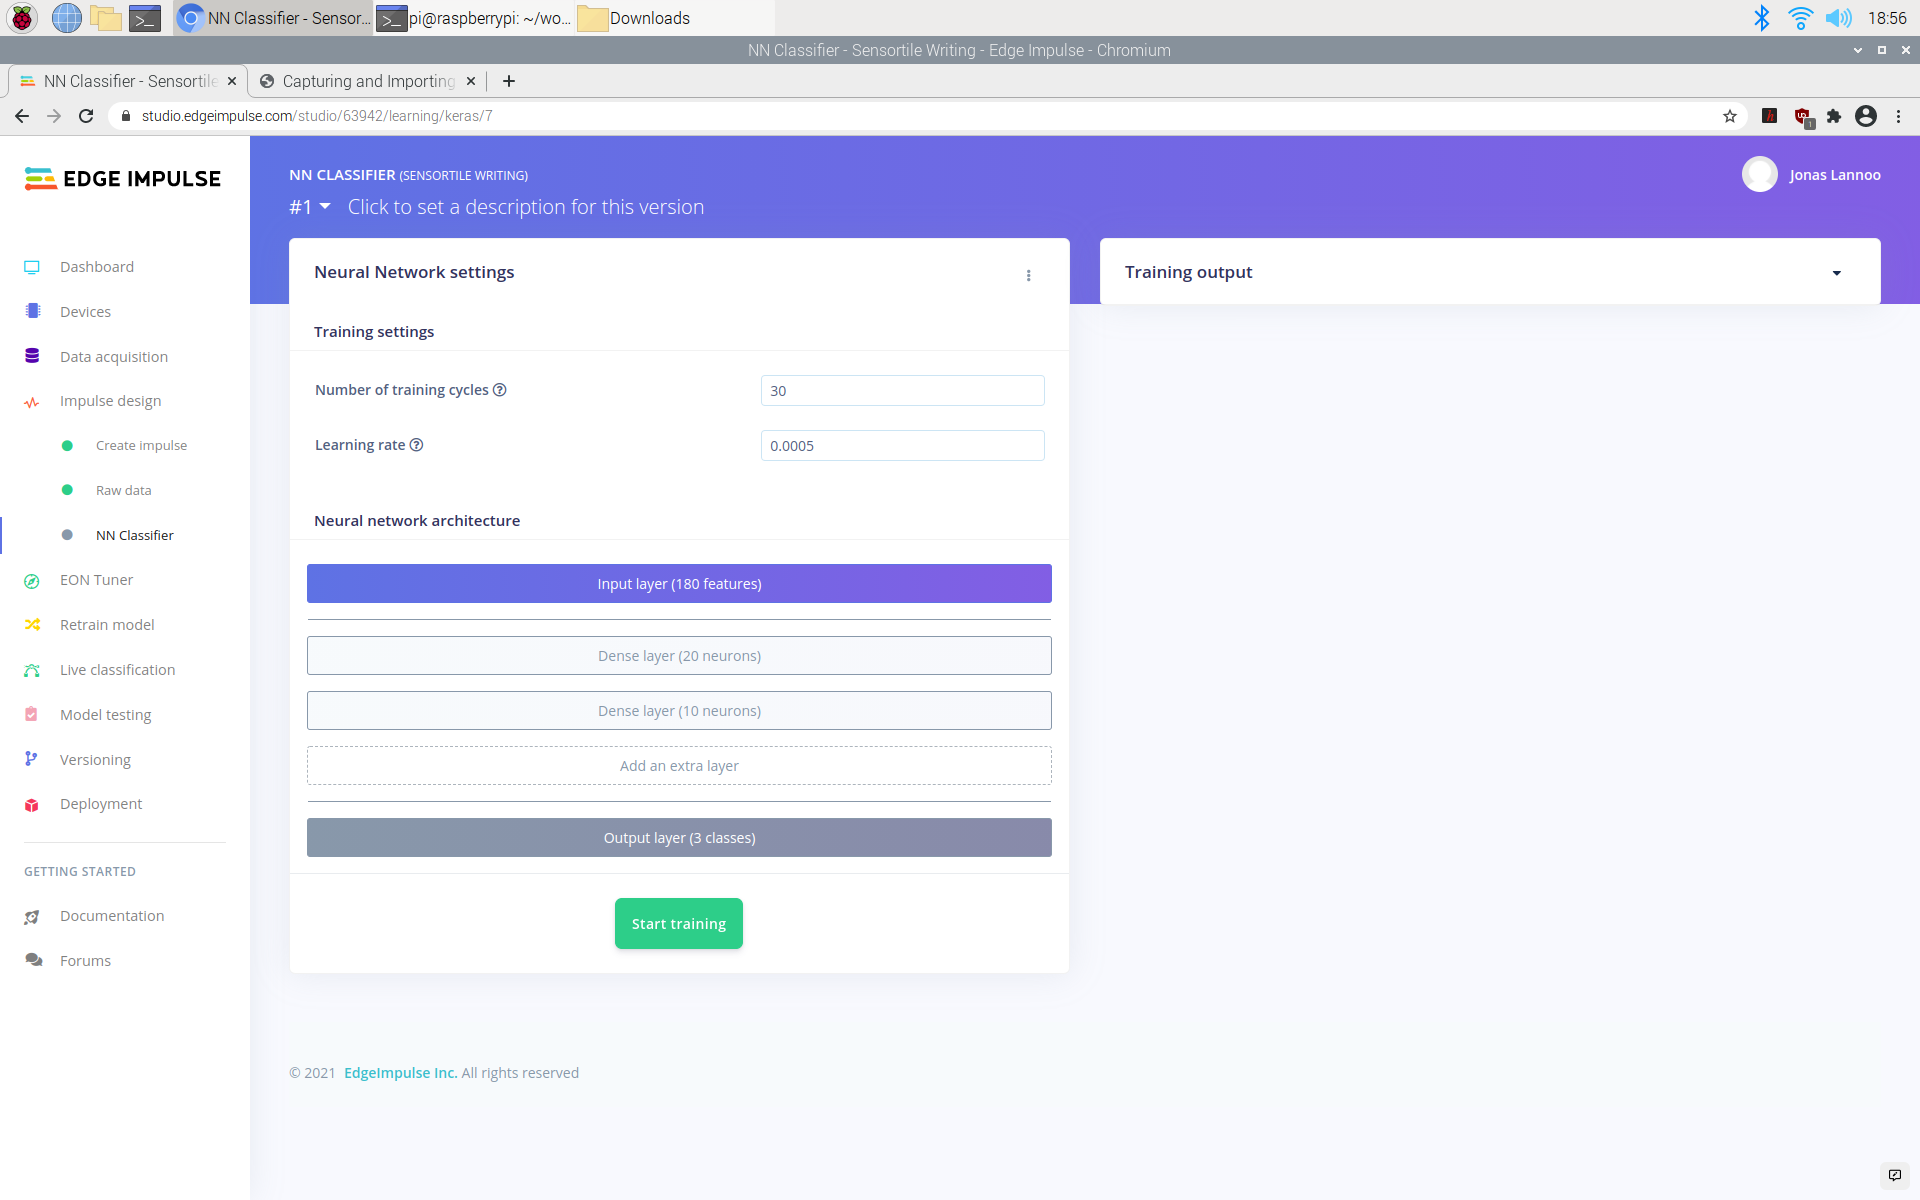 NN Classifier - Sensor... pi@raspberrypi: ~/wo... Downloads 18:56
NN Classifier - Sensortile Writing - Edge Impulse - Chromium
NN Classifier - Sensortile Capturing and Importing
studio.edgeimpulse.com/studio/63942/learning/keras/7
EDGE IMPULSE
NN CLASSIFIER (SENSORTILE WRITING)
Jonas Lannoo
#1 Click to set a description for this version
Dashboard
Devices
Data acquisition
Impulse design
Create impulse
Raw data
NN Classifier
EON Tuner
Retrain model
Live classification
Model testing
Versioning
Deployment
GETTING STARTED
Documentation
Forums
Neural Network settings
Training settings
Number of training cycles 30
Learning rate 0.0005
Neural network architecture
Input layer (180 features)
Dense layer (20 neurons)
Dense layer (10 neurons)
Add an extra layer
Output layer (3 classes)
Start training
Training output
© 2021 EdgeImpulse Inc. All rights reserved